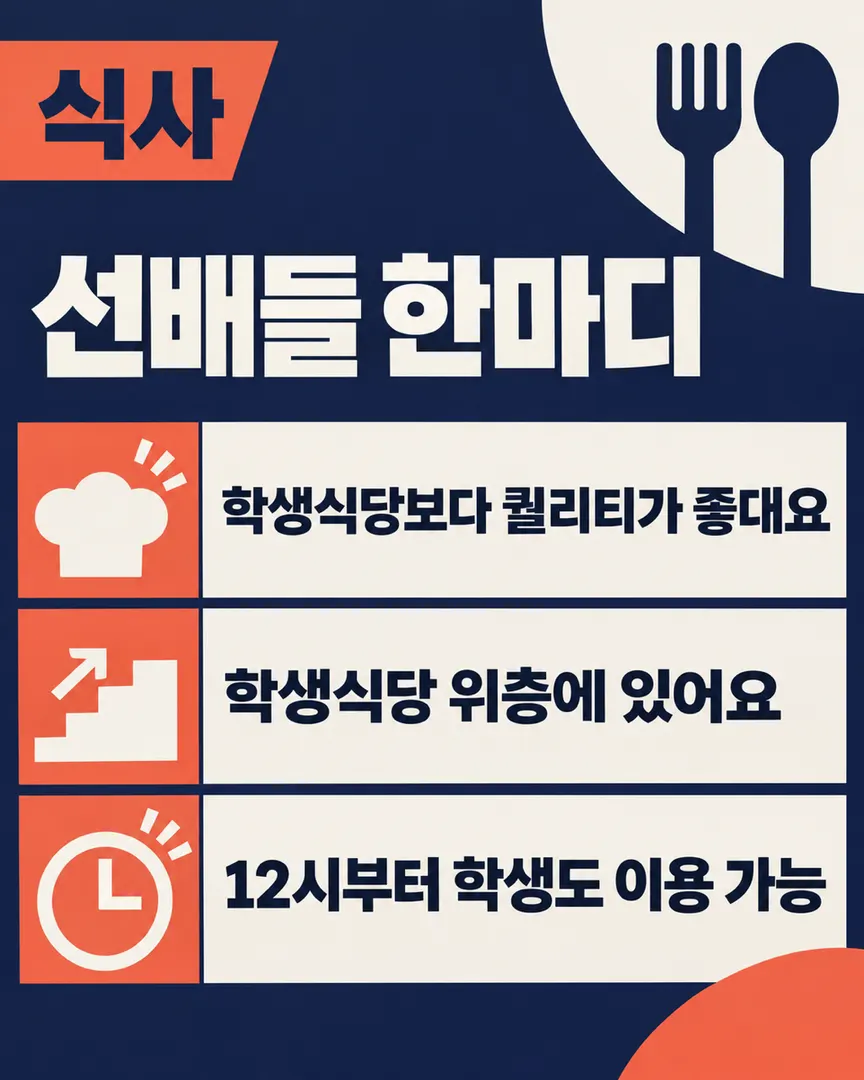 식사
선배들 한마디
학생식당보다 퀄리티가 좋대요
학생식당 위층에 있어요
12시부터 학생도 이용 가능